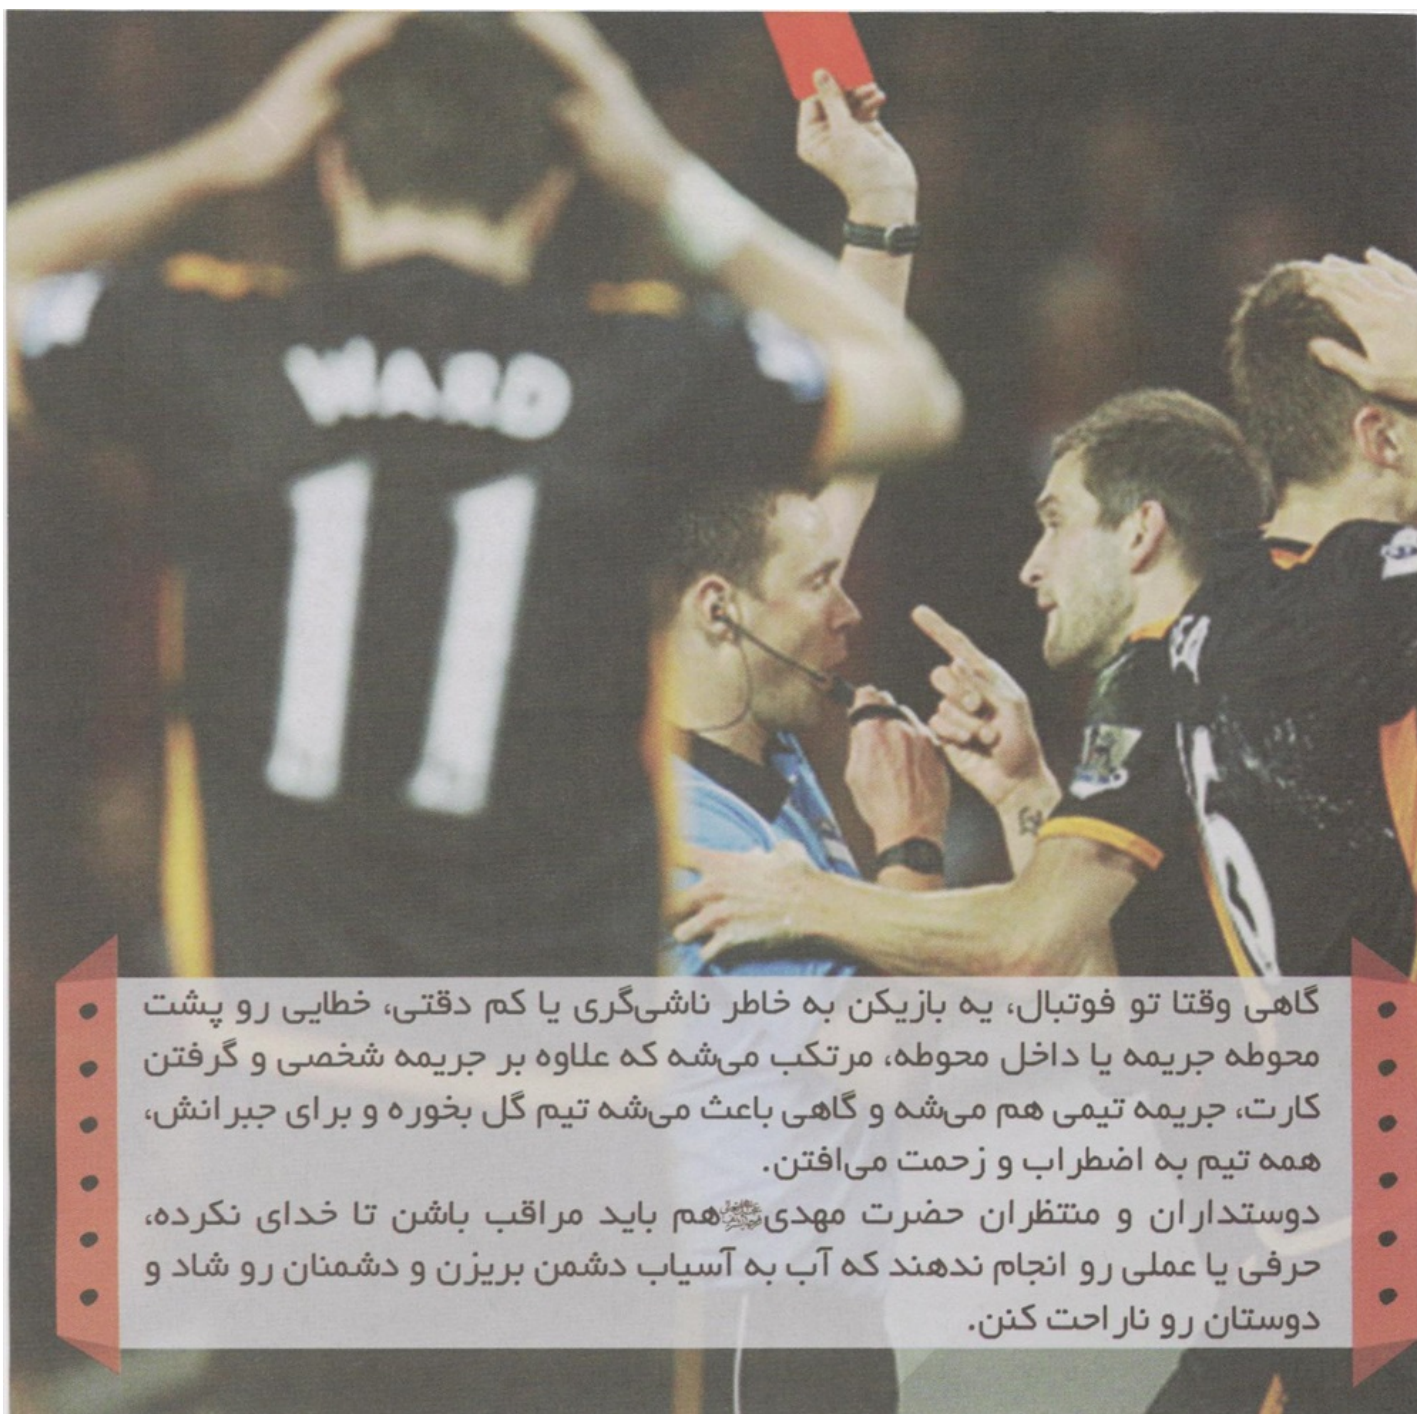 WARD
11
گاهی وقتا تو فوتبال، یه بازیکن به خاطر ناشی‌گری یا کم دقتی، خطایی رو پشت
محوطه جریمه یا داخل محوطه، مرتکب می‌شه که علاوه بر جریمه شخصی و گرفتن
کارت، جریمه تیمی هم می‌شه و گاهی باعث می‌شه تیم گل بخوره و برای جبرانش،
همه تیم به اضطراب و زحمت می‌افتن.
دوستداران و منتظران حضرت مهدی هم باید مراقب باشن تا خدای نکرده،
حرفی یا عملی رو انجام ندهند که آب به آسیاب دشمن بریزن و دشمنان رو شاد و
دوستان رو ناراحت کنن.